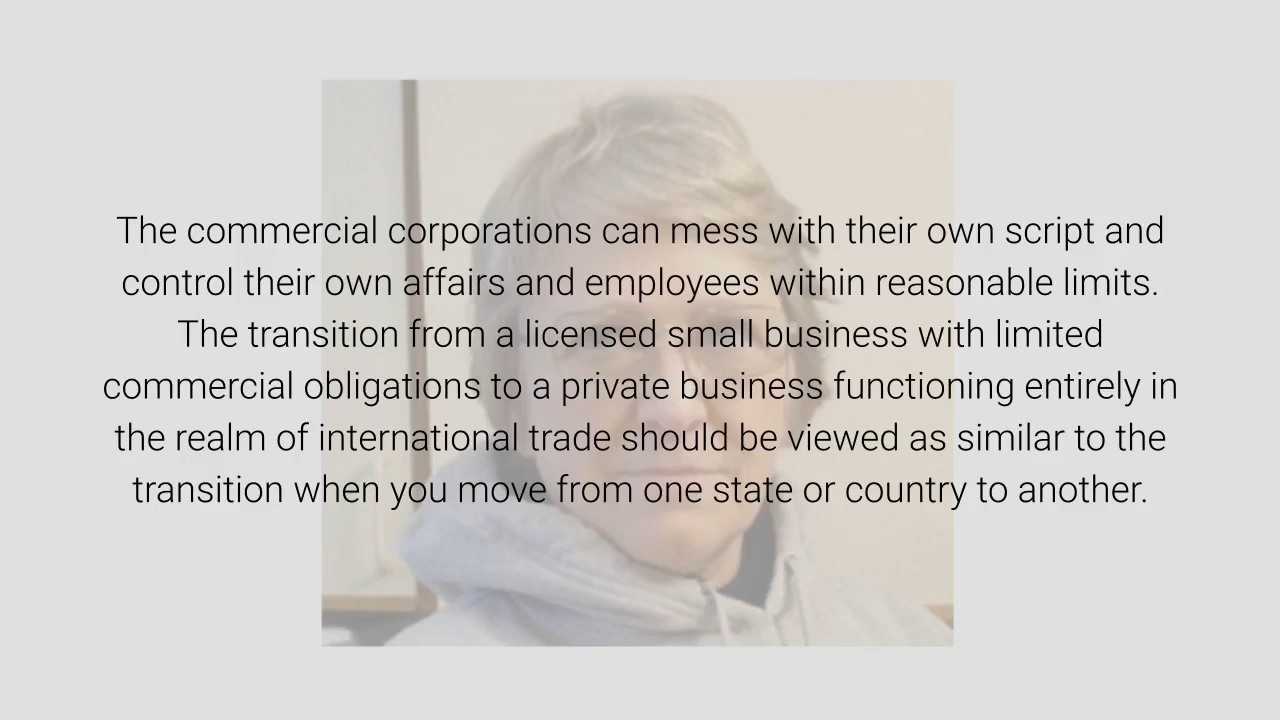 The commercial corporations can mess with their own script and
control their own affairs and employees within reasonable limits.
The transition from a licensed small business with limited
commercial obligations to a private business functioning entirely in
the realm of international trade should be viewed as similar to the
transition when you move from one state or country to another.